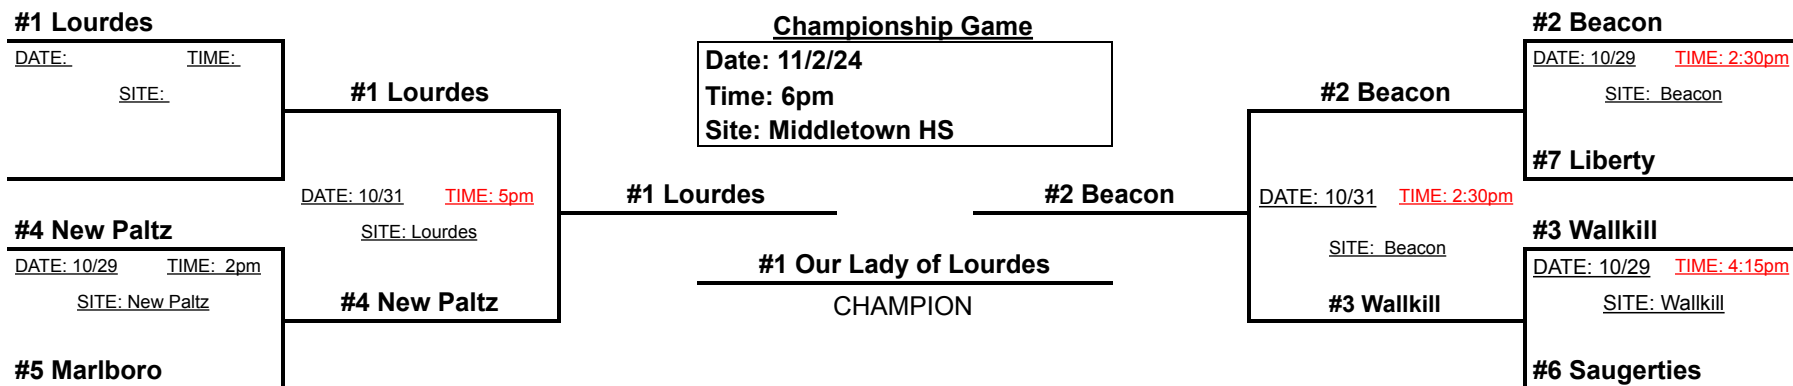 #1 Lourdes
DATE: TIME:
SITE:
#1 Lourdes
#4 New Paltz
DATE: 10/29 TIME: 2pm
SITE: New Paltz
#5 Marlboro
DATE: 10/31 TIME: 5pm
SITE: Lourdes
#4 New Paltz
#1 Lourdes
Championship Game
Date: 11/2/24
Time: 6pm
Site: Middletown HS
#1 Our Lady of Lourdes
CHAMPION
#2 Beacon
#2 Beacon
DATE: 10/31 TIME: 2:30pm
SITE: Beacon
#3 Wallkill
#2 Beacon
DATE: 10/29 TIME: 2:30pm
SITE: Beacon
#7 Liberty
#3 Wallkill
DATE: 10/29 TIME: 4:15pm
SITE: Wallkill
#6 Saugerties